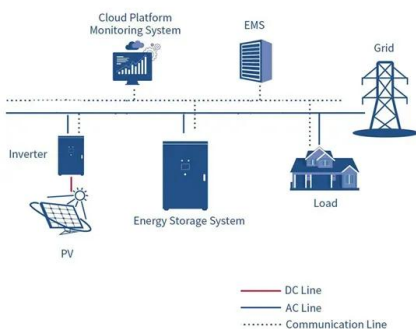 Cloud Platform
Monitoring System
EMS
Grid
Inverter
Energy Storage System
Load
PV
DC Line
AC Line
Communication Line